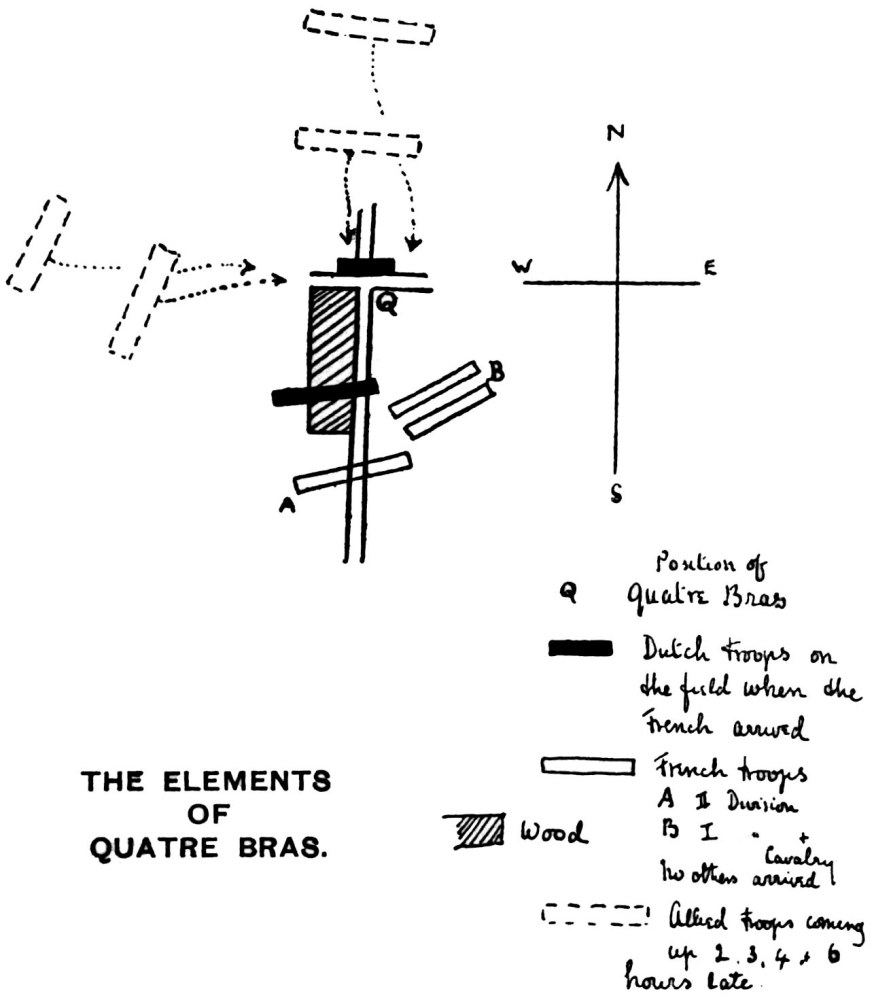 N
W E
Q
B
A
S
Position of
Q Quatre Bras
Dutch troops on
the field when the
French arrived
French troops
A II Division
B I " +
Cavalry
No others arrived
Wood
Allied troops coming
up 2.3.4 + 6
hours late.
THE ELEMENTS
OF
QUATRE BRAS.